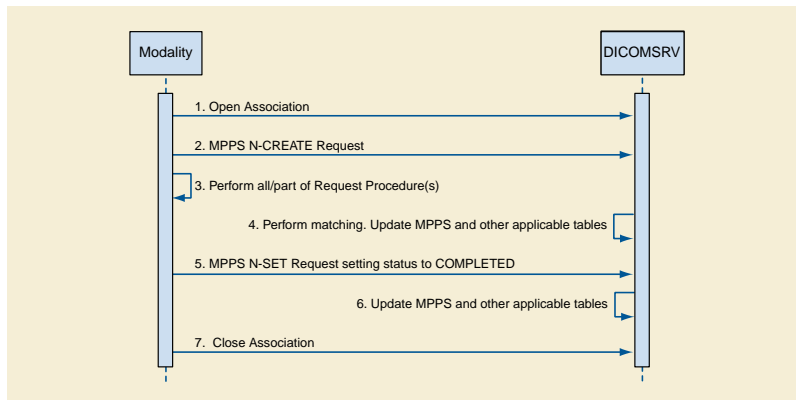 Modality
DICOMSRV
1. Open Association
2. MPPS N-CREATE Request
3. Perform all/part of Request Procedure(s)
4. Perform matching. Update MPPS and other applicable tables
5. MPPS N-SET Request setting status to COMPLETED
6. Update MPPS and other applicable tables
7. Close Association